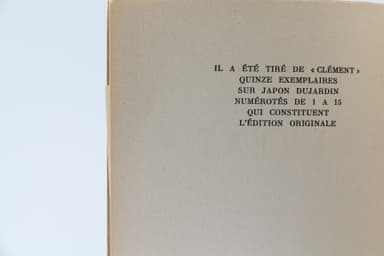 IL A ÉTÉ TIRÉ DE « CLÉMENT »
QUINZE EXEMPLAIRES
SUR JAPON DUJARDIN
NUMÉROTÉS DE 1 A 15
QUI CONSTITUENT
L'ÉDITION ORIGINALE